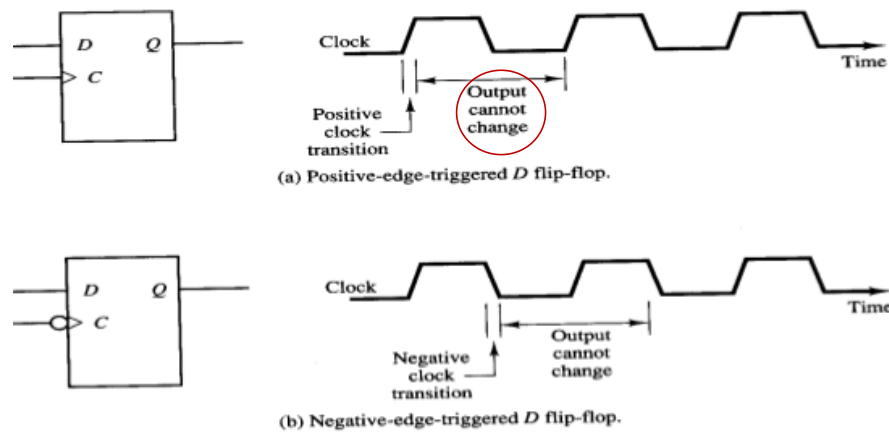 D Q
C
Clock
Time
Output
cannot
change
Positive
clock
transition
(a) Positive-edge-triggered D flip-flop.
D Q
C
Clock
Time
Output
cannot
change
Negative
clock
transition
(b) Negative-edge-triggered D flip-flop.